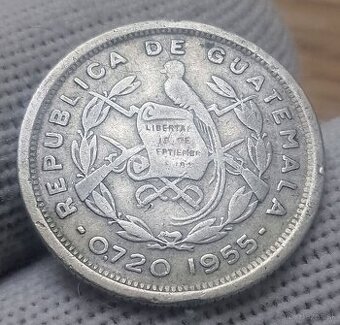 REPUBLICA DE GUATEMALA
LIBERTAD
15 DE
SEPTIEMBRE
0.720 1955